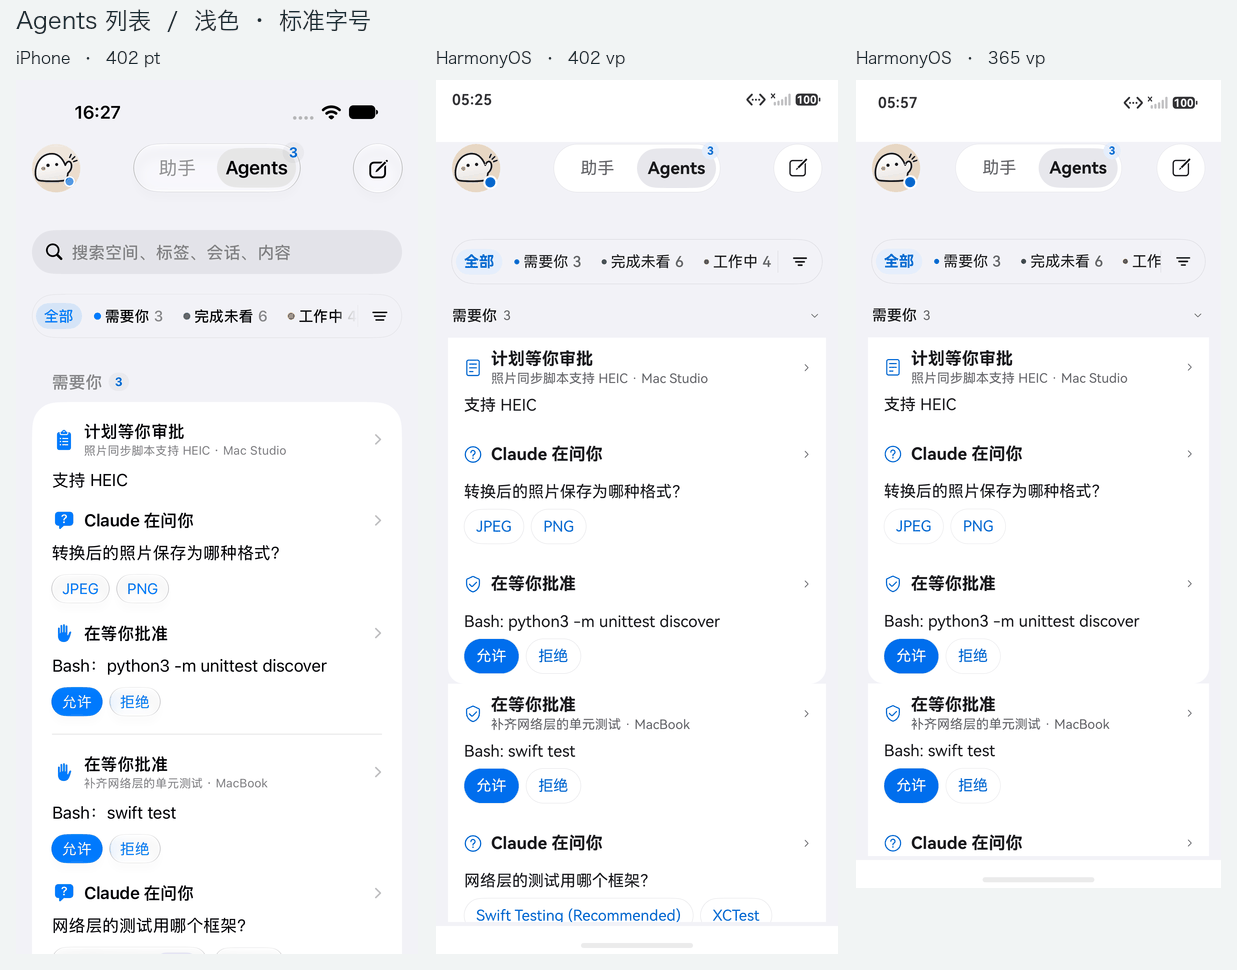 Agents 列表 / 浅色 · 标准字号
iPhone · 402 pt
16:27
助手
Agents
3
搜索空间、标签、会话、内容
全部
需要你 3
完成未看 6
工作中 4
需要你 3
计划等你审批
照片同步脚本支持 HEIC · Mac Studio
支持 HEIC
Claude 在问你
转换后的照片保存为哪种格式?
JPEG
PNG
在等你批准
Bash： python3 -m unittest discover
允许
拒绝
在等你批准
补齐网络层的单元测试 · MacBook
Bash： swift test
允许
拒绝
Claude 在问你
网络层的测试用哪个框架?
HarmonyOS · 402 vp
05:25
100
助手
Agents
3
全部
需要你 3
完成未看 6
工作中 4
需要你 3
计划等你审批
照片同步脚本支持 HEIC · Mac Studio
支持 HEIC
Claude 在问你
转换后的照片保存为哪种格式?
JPEG
PNG
在等你批准
Bash: python3 -m unittest discover
允许
拒绝
在等你批准
补齐网络层的单元测试 · MacBook
Bash: swift test
允许
拒绝
Claude 在问你
网络层的测试用哪个框架?
Swift Testing (Recommended)
XCTest
HarmonyOS · 365 vp
05:57
100
助手
Agents
3
全部
需要你 3
完成未看 6
工作
需要你 3
计划等你审批
照片同步脚本支持 HEIC · Mac Studio
支持 HEIC
Claude 在问你
转换后的照片保存为哪种格式?
JPEG
PNG
在等你批准
Bash: python3 -m unittest discover
允许
拒绝
在等你批准
补齐网络层的单元测试 · MacBook
Bash: swift test
允许
拒绝
Claude 在问你